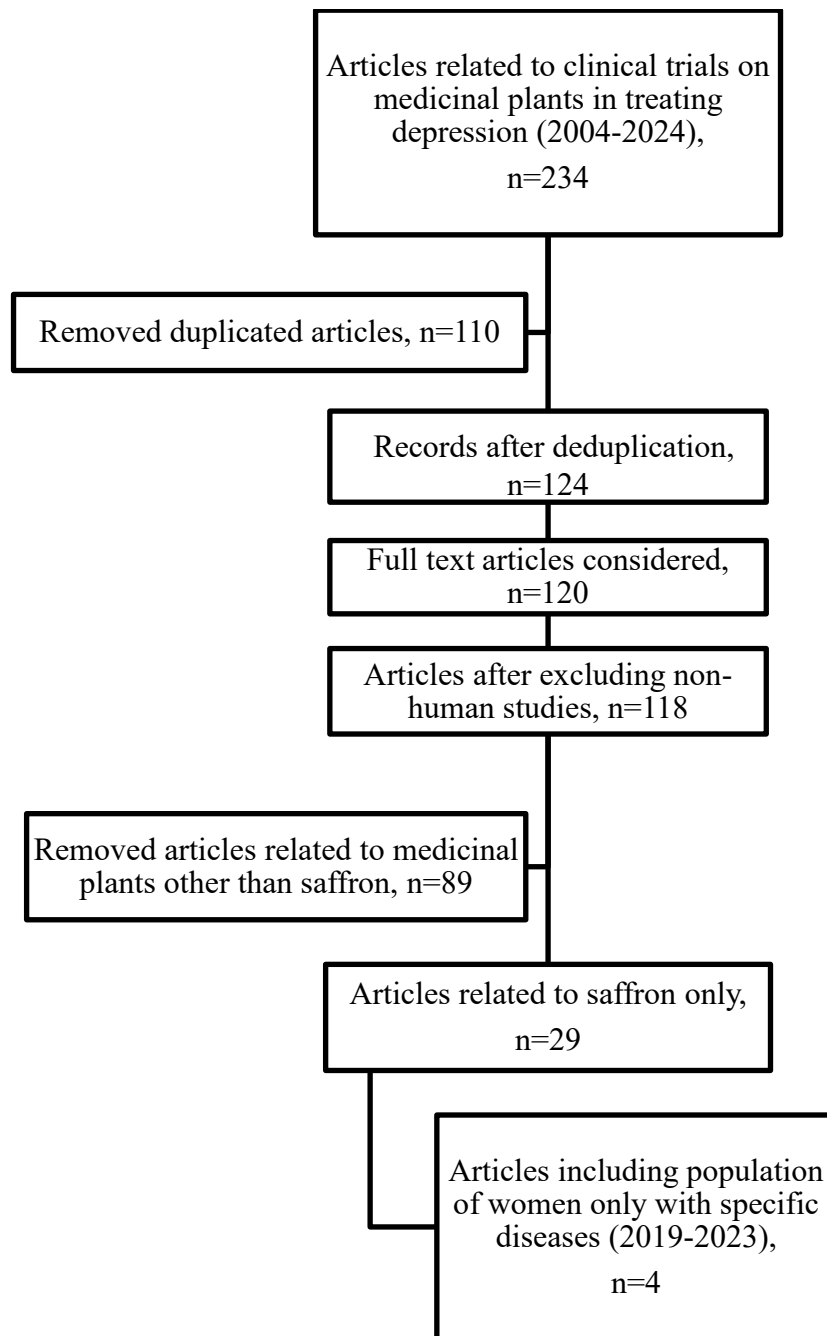 Articles related to clinical trials on
medicinal plants in treating
depression (2004-2024),
n=234
Removed duplicated articles, n=110
Records after deduplication,
n=124
Full text articles considered,
n=120
Articles after excluding non-
human studies, n=118
Removed articles related to medicinal
plants other than saffron, n=89
Articles related to saffron only,
n=29
Articles including population
of women only with specific
diseases (2019-2023),
n=4